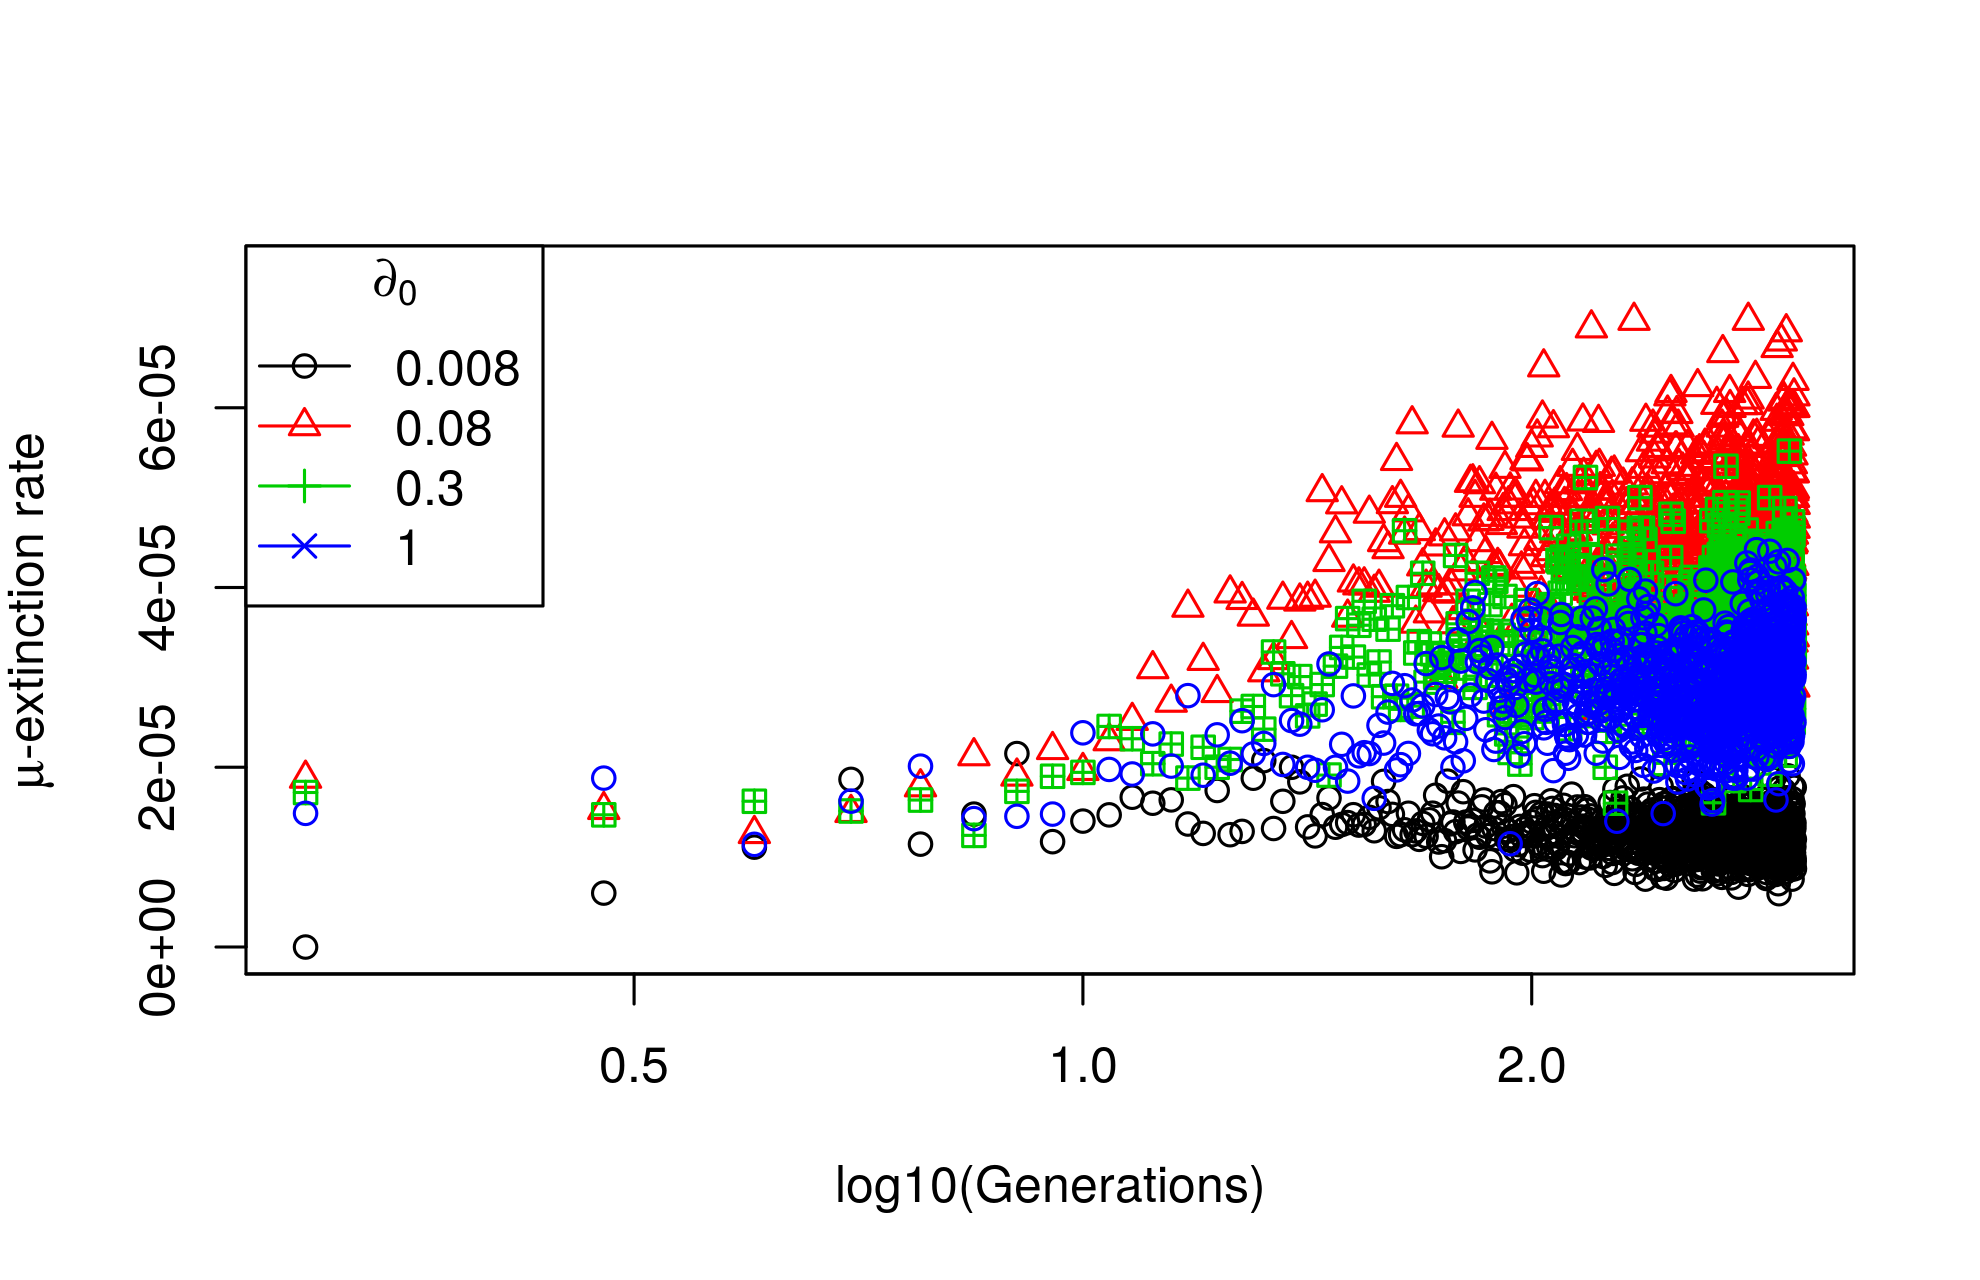 ∂0
0.008
0.08
0.3
1
μ-extinction rate
6e-05
4e-05
2e-05
0e+00
0.5 1.0 2.0
log10(Generations)